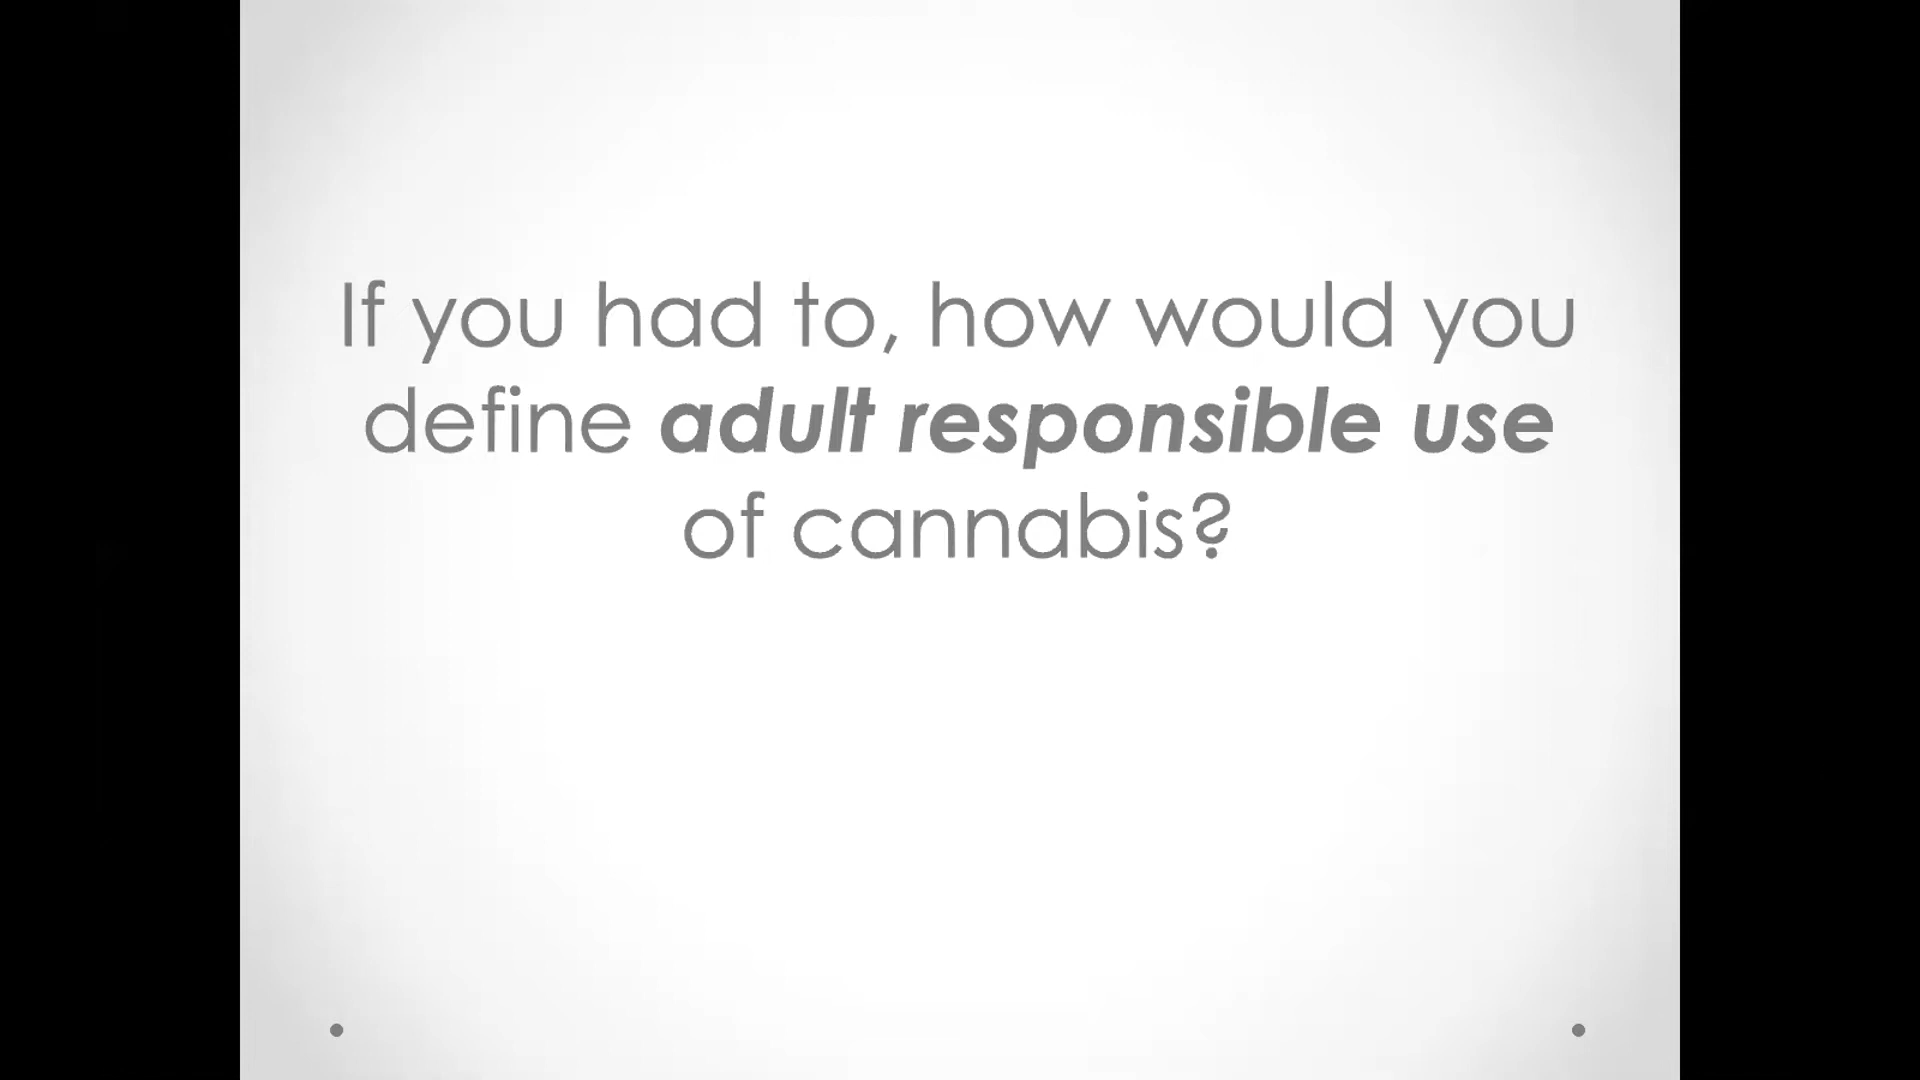 If you had to, how would you
define adult responsible use
of cannabis?